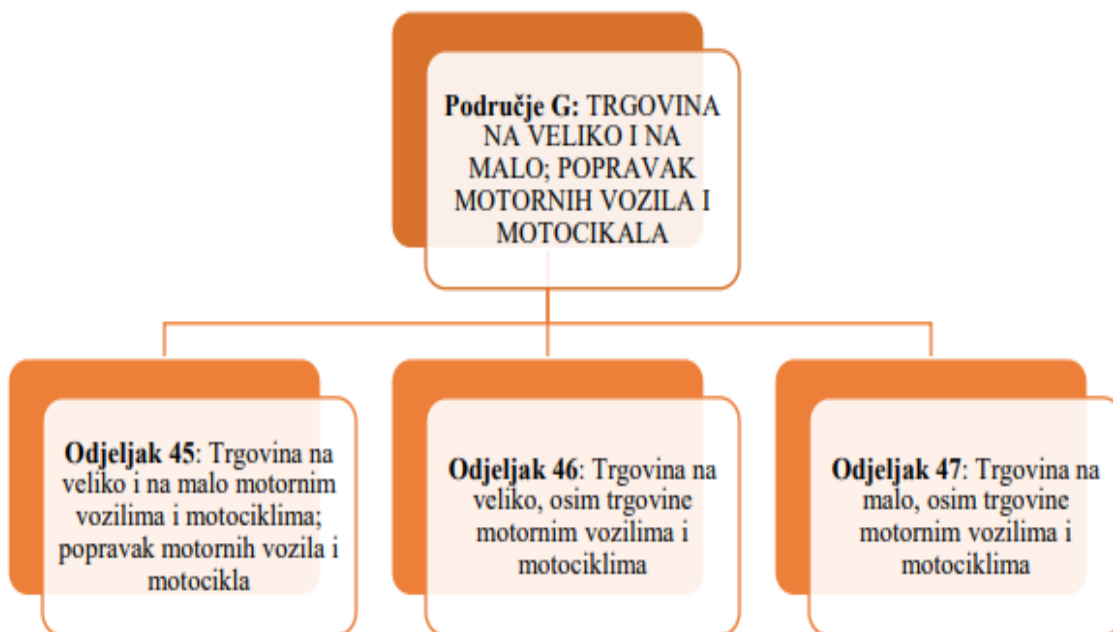 Područje G: TRGOVINA
NA VELIKO I NA
MALO; POPRAVAK
MOTORNIH VOZILA I
MOTOCIKALA
Odjeljak 45: Trgovina na
veliko i na malo motornim
vozilima i motociklima;
popravak motornih vozila i
motocikla
Odjeljak 46: Trgovina na
veliko, osim trgovine
motornim vozilima i
motociklima
Odjeljak 47: Trgovina na
malo, osim trgovine
motornim vozilima i
motociklima